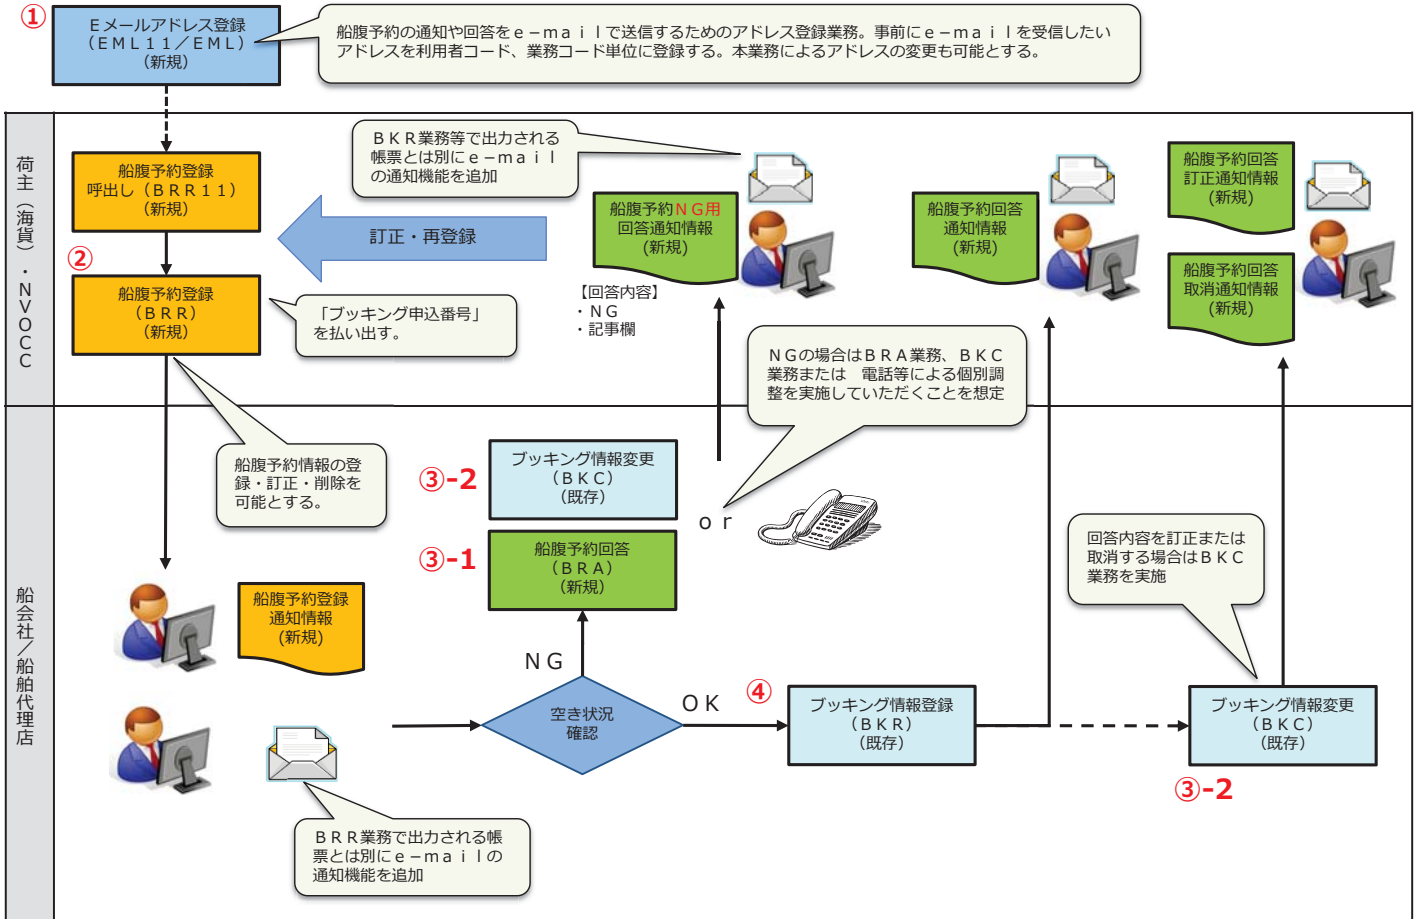 ①
Ｅメールアドレス登録
（ＥＭＬ１１／ＥＭＬ）
（新規）
船腹予約の通知や回答をｅ－ｍａｉｌで送信するためのアドレス登録業務。事前にｅ－ｍａｉｌを受信したい
アドレスを利用者コード、業務コード単位に登録する。本業務によるアドレスの変更も可能とする。
荷主（海貨）・ＮＶＯＣＣ
船腹予約登録
呼出し（ＢＲＲ１１）
（新規）
②
船腹予約登録
（ＢＲＲ）
（新規）
訂正・再登録
「ブッキング申込番号」
を払い出す。
ＢＫＲ業務等で出力される
帳票とは別にｅ－ｍａｉｌ
の通知機能を追加
船腹予約ＮＧ用
回答通知情報
(新規)
【回答内容】
・ＮＧ
・記事欄
船腹予約回答
通知情報
(新規)
船腹予約回答
訂正通知情報
(新規)
船腹予約回答
取消通知情報
(新規)
ＮＧの場合はＢＲＡ業務、ＢＫＣ
業務または　電話等による個別調
整を実施していただくことを想定
船会社／船舶代理店
船腹予約情報の登
録・訂正・削除を
可能とする。
③-2
ブッキング情報変更
（ＢＫＣ）
（既存）
ｏｒ
③-1
船腹予約回答
（ＢＲＡ）
（新規）
回答内容を訂正または
取消する場合はＢＫＣ
業務を実施
船腹予約登録
通知情報
(新規)
ＮＧ
空き状況
確認
ＯＫ
④
ブッキング情報登録
（ＢＫＲ）
（既存）
ブッキング情報変更
（ＢＫＣ）
（既存）
③-2
ＢＲＲ業務で出力される帳
票とは別にｅ－ｍａｉｌの
通知機能を追加